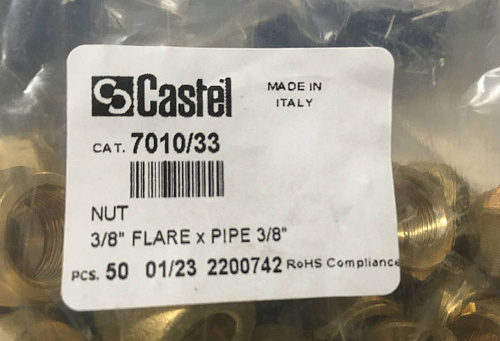 Castel
MADE IN
ITALY
CAT. 7010/33
NUT
3/8" FLARE x PIPE 3/8"
PCS. 50 01/23 2200742 RoHS Compliance